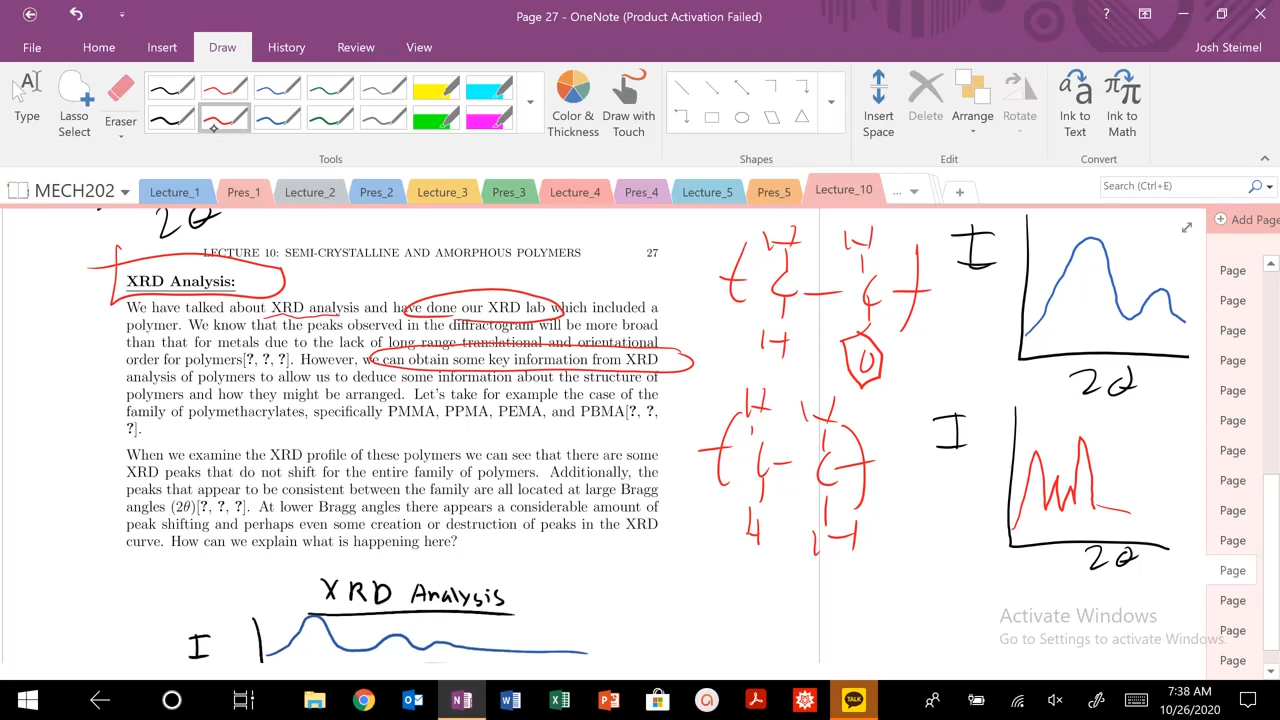 Page 27 - OneNote (Product Activation Failed)
File Home Insert Draw History Review View Josh Steimel
Type
Lasso Select
Eraser
Color & Thickness
Draw with Touch
Insert Space
Delete
Arrange
Rotate
Ink to Text
Ink to Math
Tools Shapes Edit Convert
MECH202 Lecture_1 Pres_1 Lecture_2 Pres_2 Lecture_3 Pres_3 Lecture_4 Pres_4 Lecture_5 Pres_5 Lecture_10 ... Search (Ctrl+E)
Add Page
2θ
LECTURE 10: SEMI-CRYSTALLINE AND AMORPHOUS POLYMERS 27
XRD Analysis:
We have talked about XRD analysis and have done our XRD lab which included a
polymer. We know that the peaks observed in the diffractogram will be more broad
than that for metals due to the lack of long range translational and orientational
order for polymers[?, ?, ?]. However, we can obtain some key information from XRD
analysis of polymers to allow us to deduce some information about the structure of
polymers and how they might be arranged. Let's take for example the case of the
family of polymethacrylates, specifically PMMA, PPMA, PEMA, and PBMA[?, ?,
?].
When we examine the XRD profile of these polymers we can see that there are some
XRD peaks that do not shift for the entire family of polymers. Additionally, the
peaks that appear to be consistent between the family are all located at large Bragg
angles (2θ)[?, ?, ?]. At lower Bragg angles there appears a considerable amount of
peak shifting and perhaps even some creation or destruction of peaks in the XRD
curve. How can we explain what is happening here?
XRD Analysis
I
H H
C C
H
H H
C C
H H
I
2θ
I
2θ
Page
Page
Page
Page
Page
Page
Page
Page
Page
Page
Page
Page
Page
Page
Activate Windows
Go to Settings to activate Windows.
TALK
7:38 AM
10/26/2020